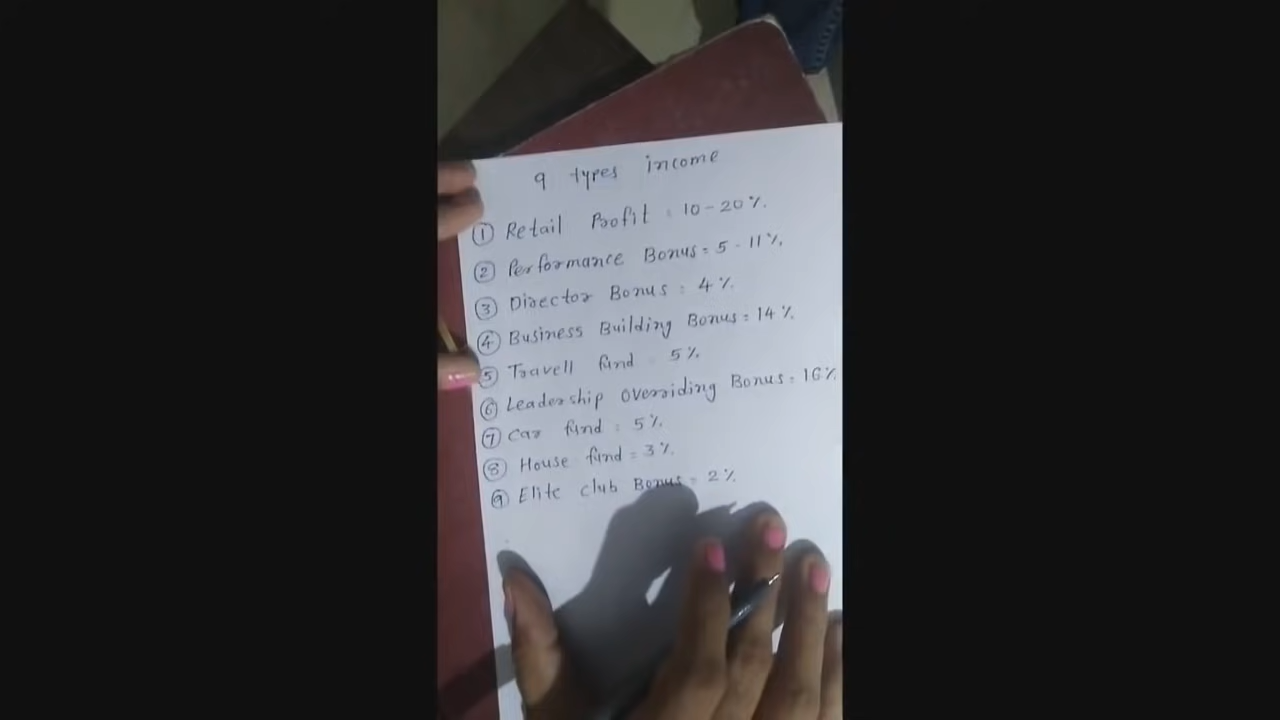 9 types income
① Retail Profit : 10-20%.
② Performance Bonus = 5-11%.
③ Director Bonus : 4%.
④ Business Building Bonus = 14%.
⑤ Travell fund : 5%.
⑥ Leadership Overriding Bonus = 16%
⑦ Car fund : 5%.
⑧ House fund = 3%.
⑨ Elite club Bonus = 2%